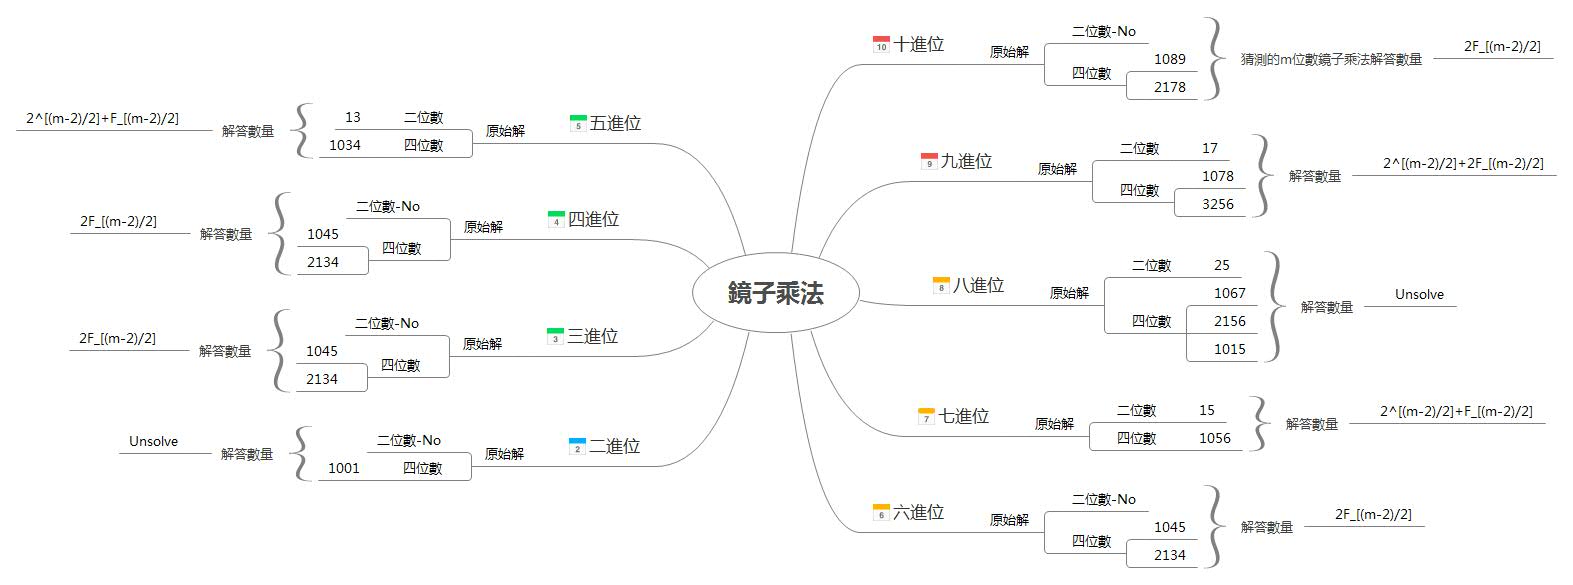 鏡子乘法
10 十進位
原始解
二位數-No
四位數
1089
2178
猜測的m位數鏡子乘法解答數量
2F_[(m-2)/2]
9 九進位
原始解
二位數 17
四位數
1078
3256
解答數量
2^[(m-2)/2]+2F_[(m-2)/2]
8 八進位
原始解
二位數 25
四位數
1067
2156
1015
解答數量
Unsolve
7 七進位
原始解
二位數 15
四位數 1056
解答數量
2^[(m-2)/2]+F_[(m-2)/2]
6 六進位
原始解
二位數-No
四位數
1045
2134
解答數量
2F_[(m-2)/2]
5 五進位
原始解
13 二位數
1034 四位數
解答數量
2^[(m-2)/2]+F_[(m-2)/2]
4 四進位
原始解
二位數-No
四位數
1045
2134
解答數量
2F_[(m-2)/2]
3 三進位
原始解
二位數-No
四位數
1045
2134
解答數量
2F_[(m-2)/2]
2 二進位
原始解
二位數-No
1001 四位數
解答數量
Unsolve